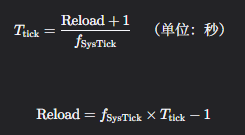 T_tick = (Reload + 1) / f_SysTick （单位：秒）
Reload = f_SysTick × T_tick − 1